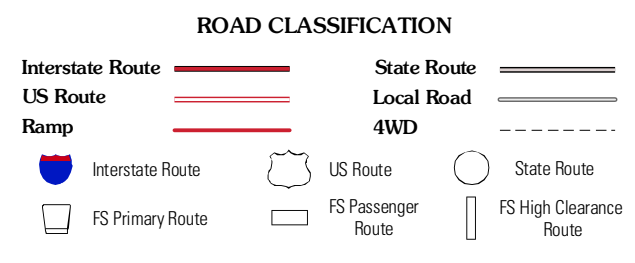 ROAD CLASSIFICATION
Interstate Route State Route
US Route Local Road
Ramp 4WD
Interstate Route US Route State Route
FS Primary Route FS Passenger Route FS High Clearance Route